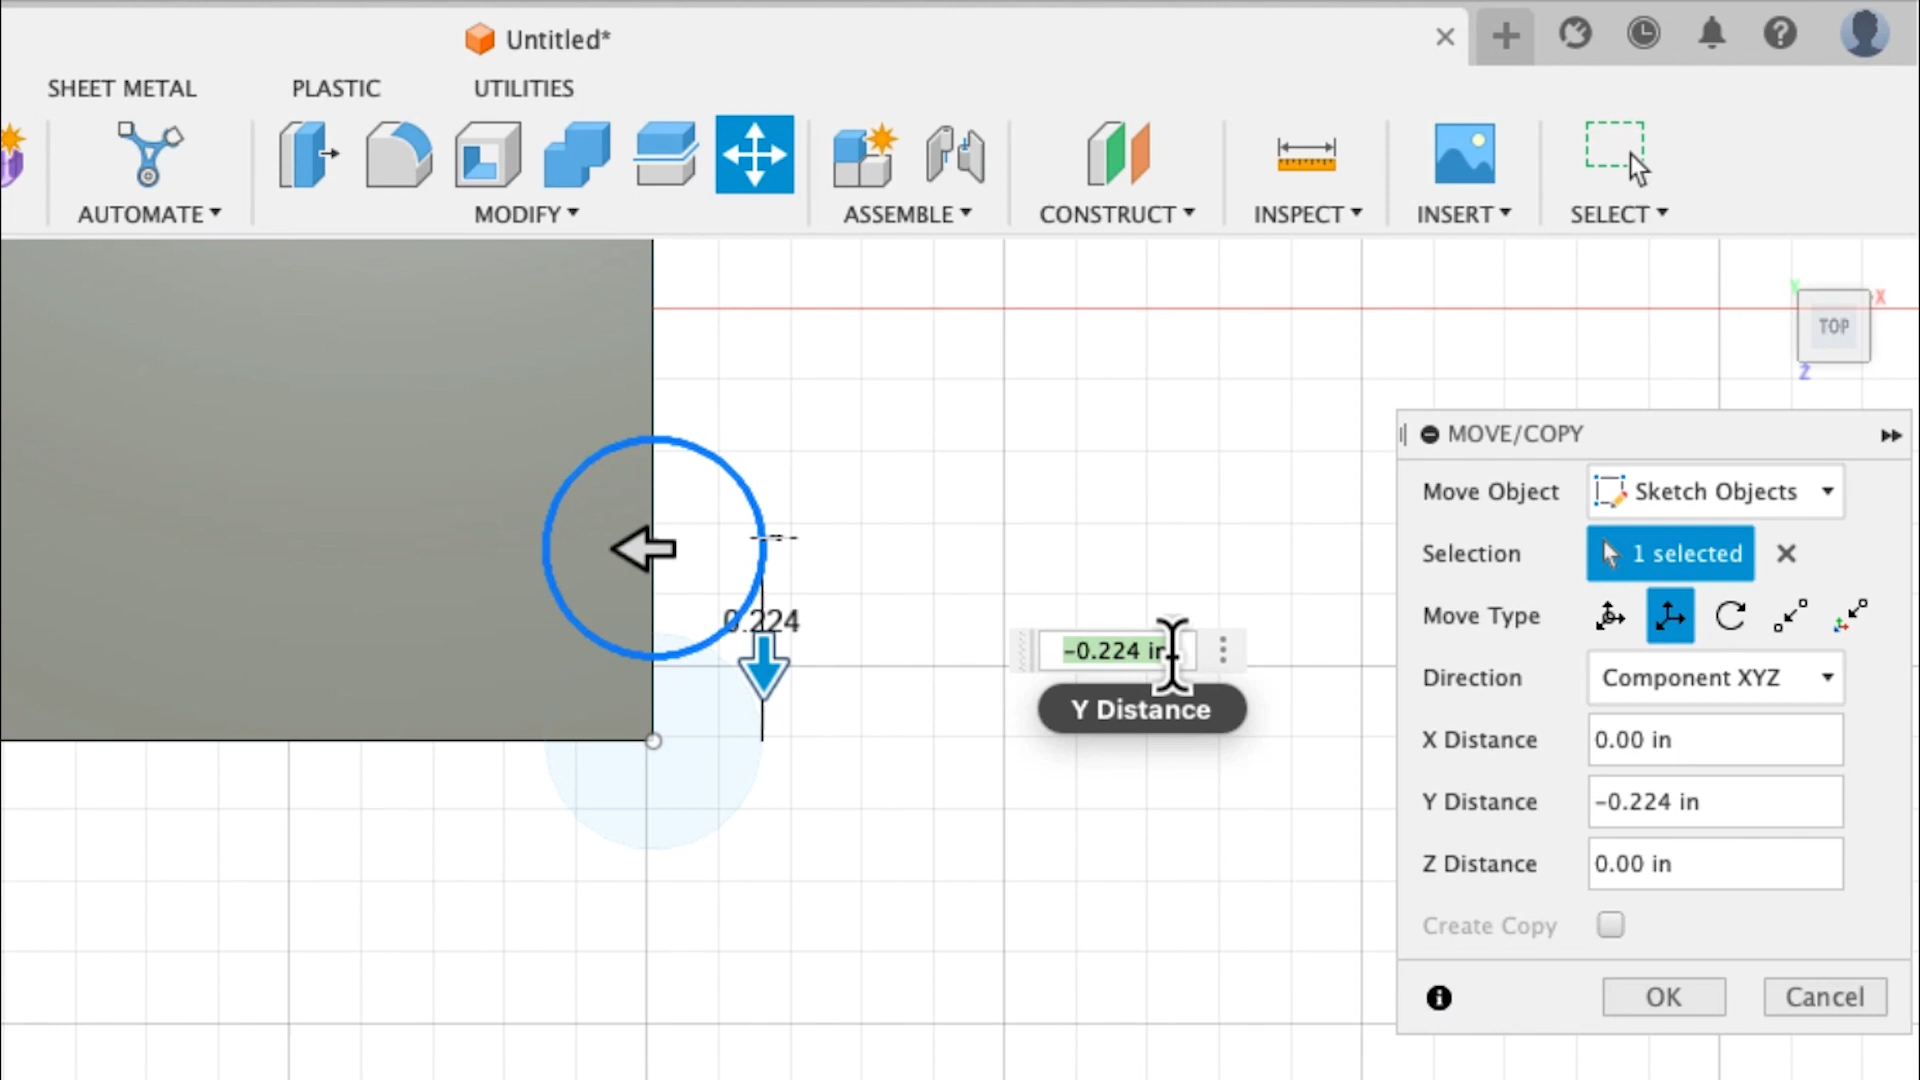 Untitled*
SHEET METAL PLASTIC UTILITIES
AUTOMATE MODIFY ASSEMBLE CONSTRUCT INSPECT INSERT SELECT
Y X
TOP
Z
MOVE/COPY
Move Object Sketch Objects
Selection 1 selected
Move Type
0.224
-0.224 in
Direction Component XYZ
Y Distance
X Distance 0.00 in
Y Distance -0.224 in
Z Distance 0.00 in
Create Copy
OK Cancel